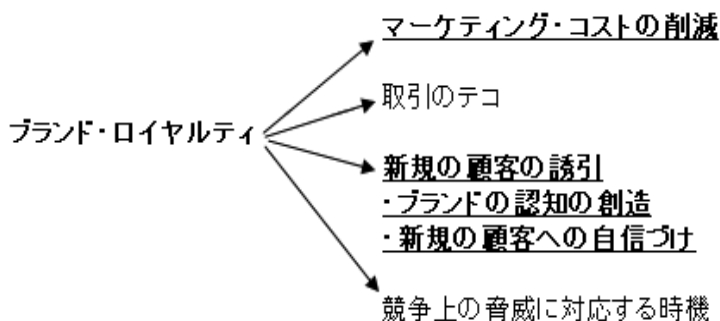 マーケティング・コストの削減
取引のテコ
ブランド・ロイヤルティ
新規の顧客の誘引
・ブランドの認知の創造
・新規の顧客への自信づけ
競争上の脅威に対応する時機